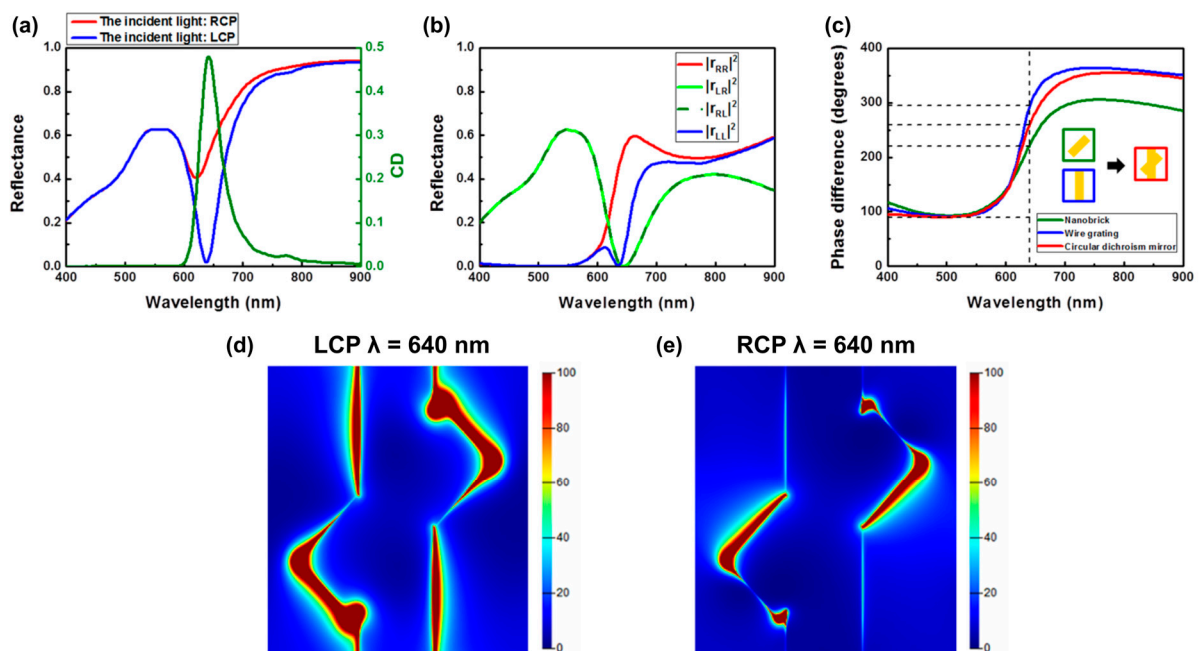 (a)
The incident light: RCP
The incident light: LCP
1.0
0.8
0.6
0.4
0.2
0.0
Reflectance
0.5
0.4
0.3
0.2
0.1
0.0
CD
400 500 600 700 800 900
Wavelength (nm)
(b)
1.0
0.8
0.6
0.4
0.2
0.0
Reflectance
|r_RR|²
|r_LR|²
|r_RL|²
|r_LL|²
400 500 600 700 800 900
Wavelength (nm)
(c)
400
350
300
250
200
150
100
50
0
Phase difference (degrees)
Nanobrick
Wire grating
Circular dichroism mirror
400 500 600 700 800 900
Wavelength (nm)
(d) LCP λ = 640 nm
100
80
60
40
20
0
(e) RCP λ = 640 nm
100
80
60
40
20
0